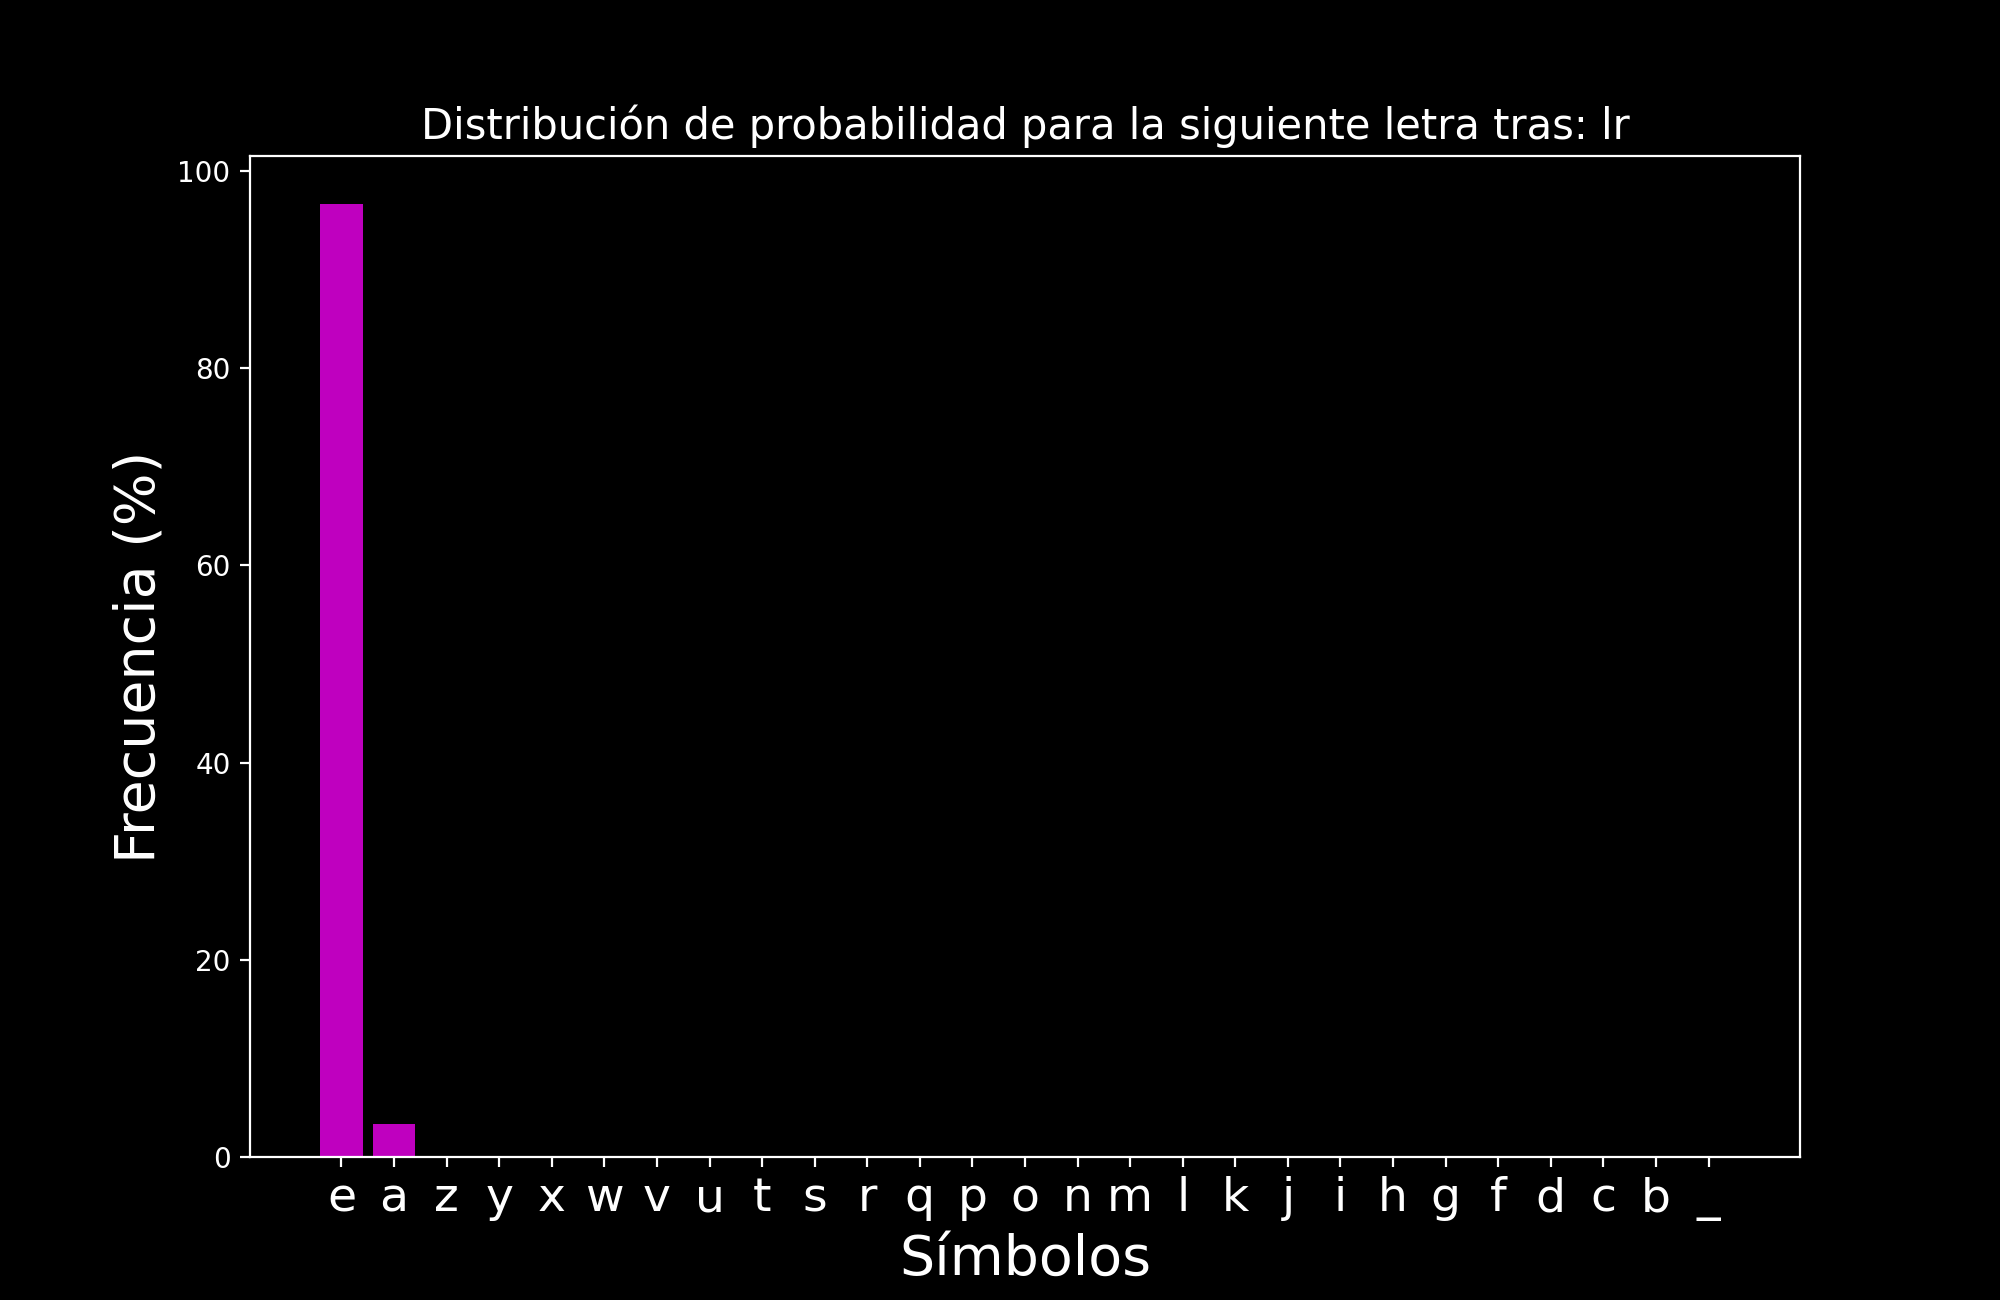 Distribución de probabilidad para la siguiente letra tras: lr
Frecuencia (%)
100
80
60
40
20
0
e a z y x w v u t s r q p o n m l k j i h g f d c b _
Símbolos